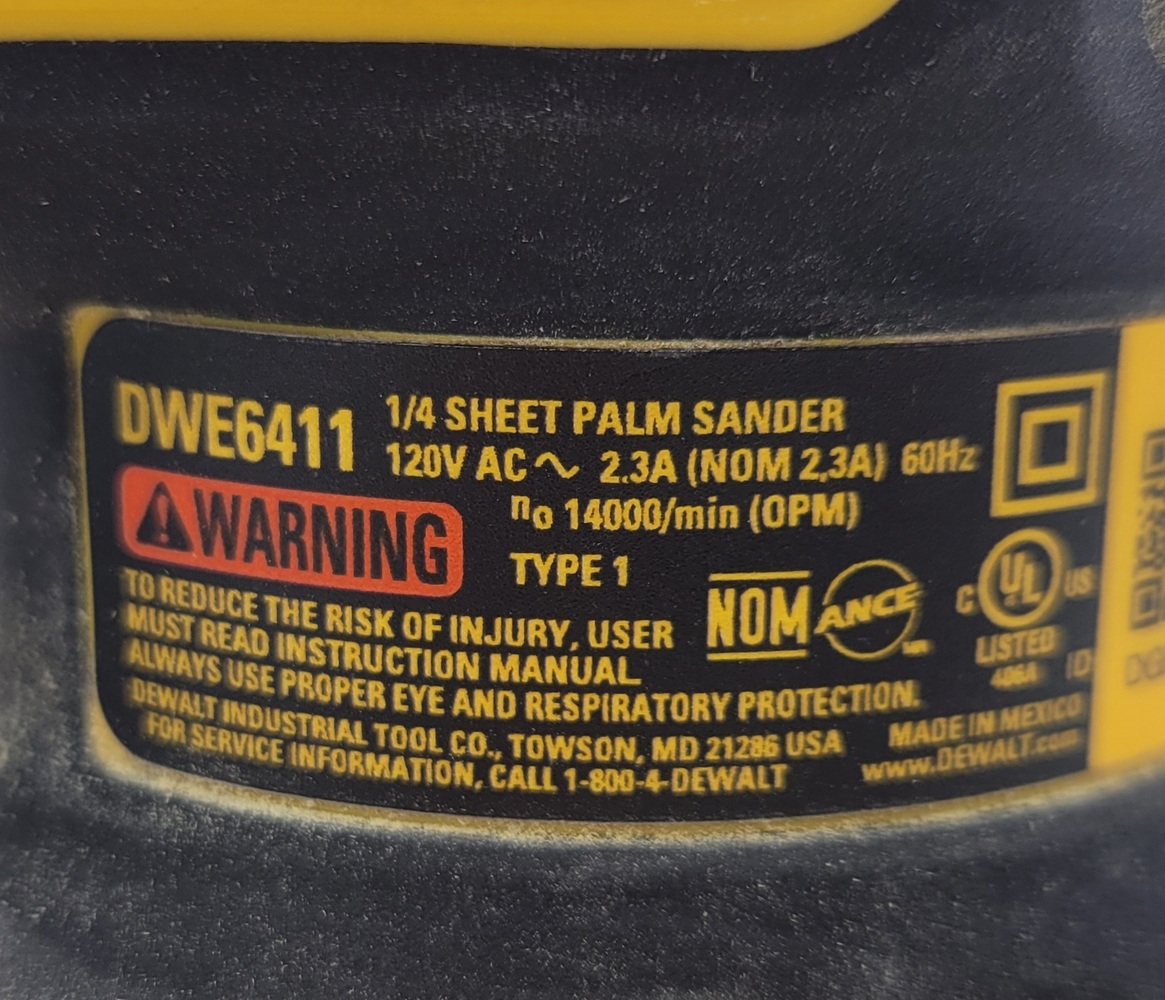 DWE6411
1/4 SHEET PALM SANDER
120V AC ∿ 2.3A (NOM 2,3A) 60Hz
no 14000/min (OPM)
TYPE 1
⚠WARNING
TO REDUCE THE RISK OF INJURY, USER
MUST READ INSTRUCTION MANUAL
ALWAYS USE PROPER EYE AND RESPIRATORY PROTECTION.
DEWALT INDUSTRIAL TOOL CO., TOWSON, MD 21286 USA
FOR SERVICE INFORMATION, CALL 1-800-4-DEWALT
NOM
ANCE
C UL US
LISTED
ID
MADE IN MEXICO
www.DEWALT.com